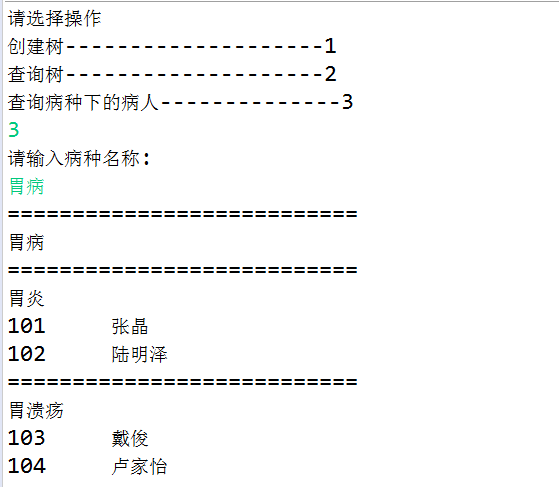 请选择操作
创建树--------------------1
查询树--------------------2
查询病种下的病人--------------3
3
请输入病种名称:
胃病
===========================
胃病
===========================
胃炎
101     张晶
102     陆明泽
===========================
胃溃疡
103     戴俊
104     卢家怡